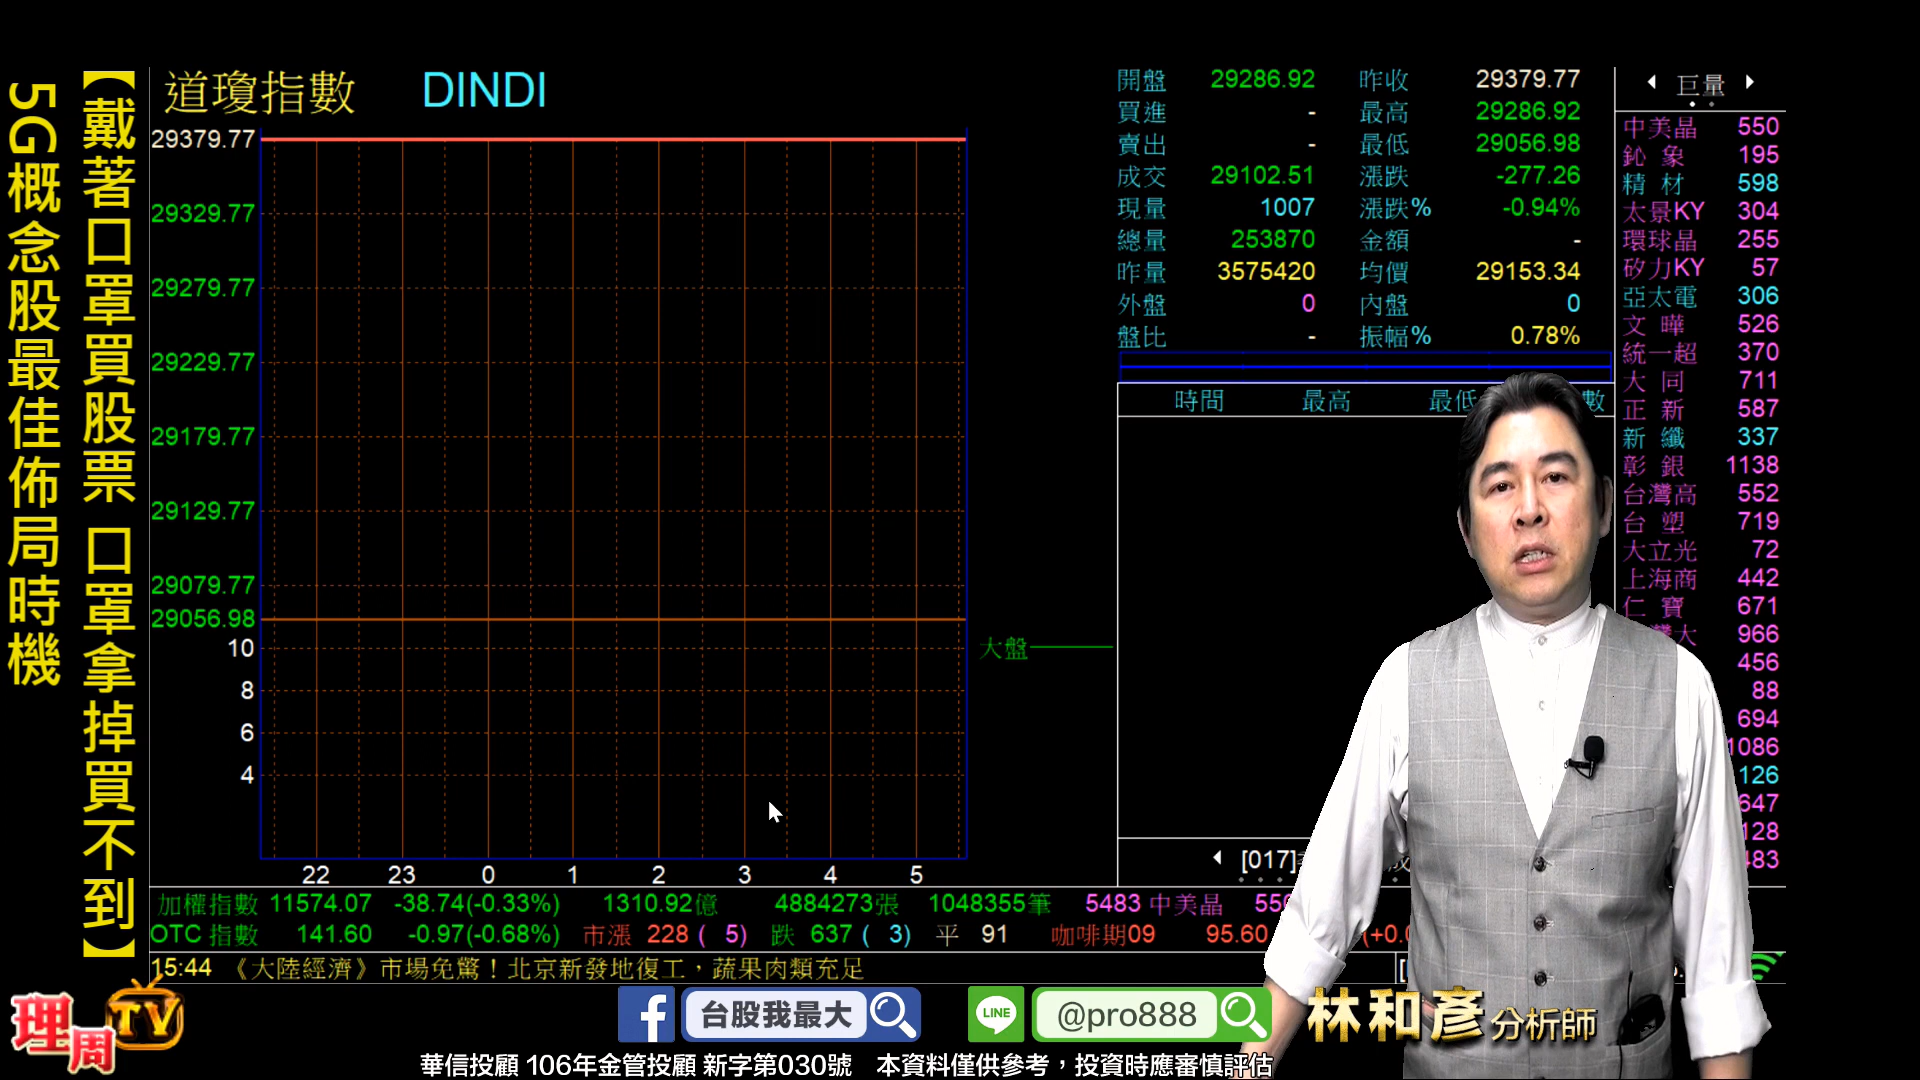 【戴著口罩買股票 口罩拿掉買不到】
5G概念股最佳佈局時機
道瓊指數 DINDI
29379.77
29329.77
29279.77
29229.77
29179.77
29129.77
29079.77
29056.98
10
8
6
4
22 23 0 1 2 3 4 5
大盤
開盤 29286.92 昨收 29379.77
買進 - 最高 29286.92
賣出 - 最低 29056.98
成交 29102.51 漲跌 -277.26
現量 1007 漲跌% -0.94%
總量 253870 金額 -
昨量 3575420 均價 29153.34
外盤 0 內盤 0
盤比 - 振幅% 0.78%
時間 最高 最低 數
[017]
巨量
中美晶 550
鈊象 195
精材 598
太景KY 304
環球晶 255
矽力KY 57
亞太電 306
文曄 526
統一超 370
大同 711
正新 587
新纖 337
彰銀 1138
台灣高 552
台塑 719
大立光 72
上海商 442
仁寶 671
大 966
456
88
694
1086
126
647
128
483
加權指數 11574.07 -38.74(-0.33%) 1310.92億 4884273張 1048355筆 5483 中美晶 550
OTC 指數 141.60 -0.97(-0.68%) 市漲 228 ( 5) 跌 637 ( 3) 平 91 咖啡期09 95.60 (+0.
15:44 《大陸經濟》市場免驚！北京新發地復工，蔬果肉類充足
理周TV
台股我最大
LINE
@pro888
林和彥 分析師
華信投顧 106年金管投顧 新字第030號 本資料僅供參考，投資時應審慎評估